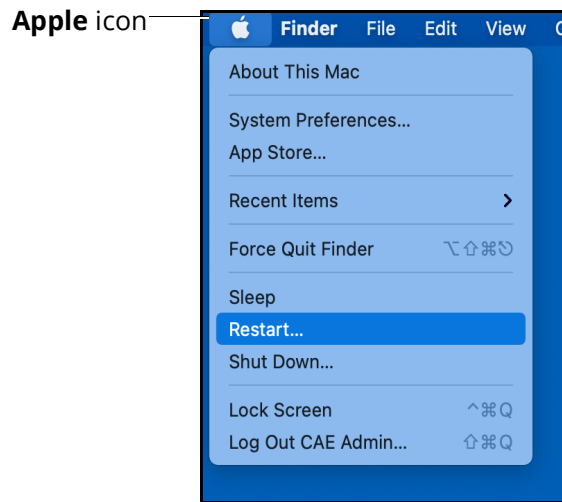 Apple icon
Finder File Edit View
About This Mac
System Preferences...
App Store...
Recent Items
Force Quit Finder ⌥⇧⌘⎋
Sleep
Restart...
Shut Down...
Lock Screen ^⌘Q
Log Out CAE Admin... ⇧⌘Q